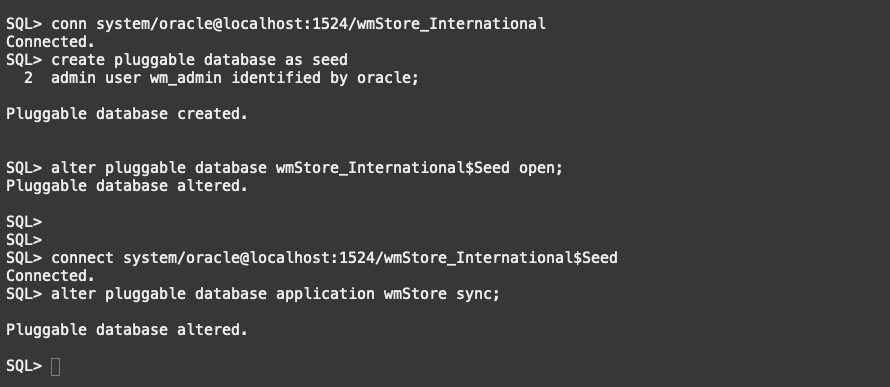 SQL> conn system/oracle@localhost:1524/wmStore_International
Connected.
SQL> create pluggable database as seed
  2  admin user wm_admin identified by oracle;
Pluggable database created.
SQL> alter pluggable database wmStore_International$Seed open;
Pluggable database altered.
SQL>
SQL>
SQL> connect system/oracle@localhost:1524/wmStore_International$Seed
Connected.
SQL> alter pluggable database application wmStore sync;
Pluggable database altered.
SQL>